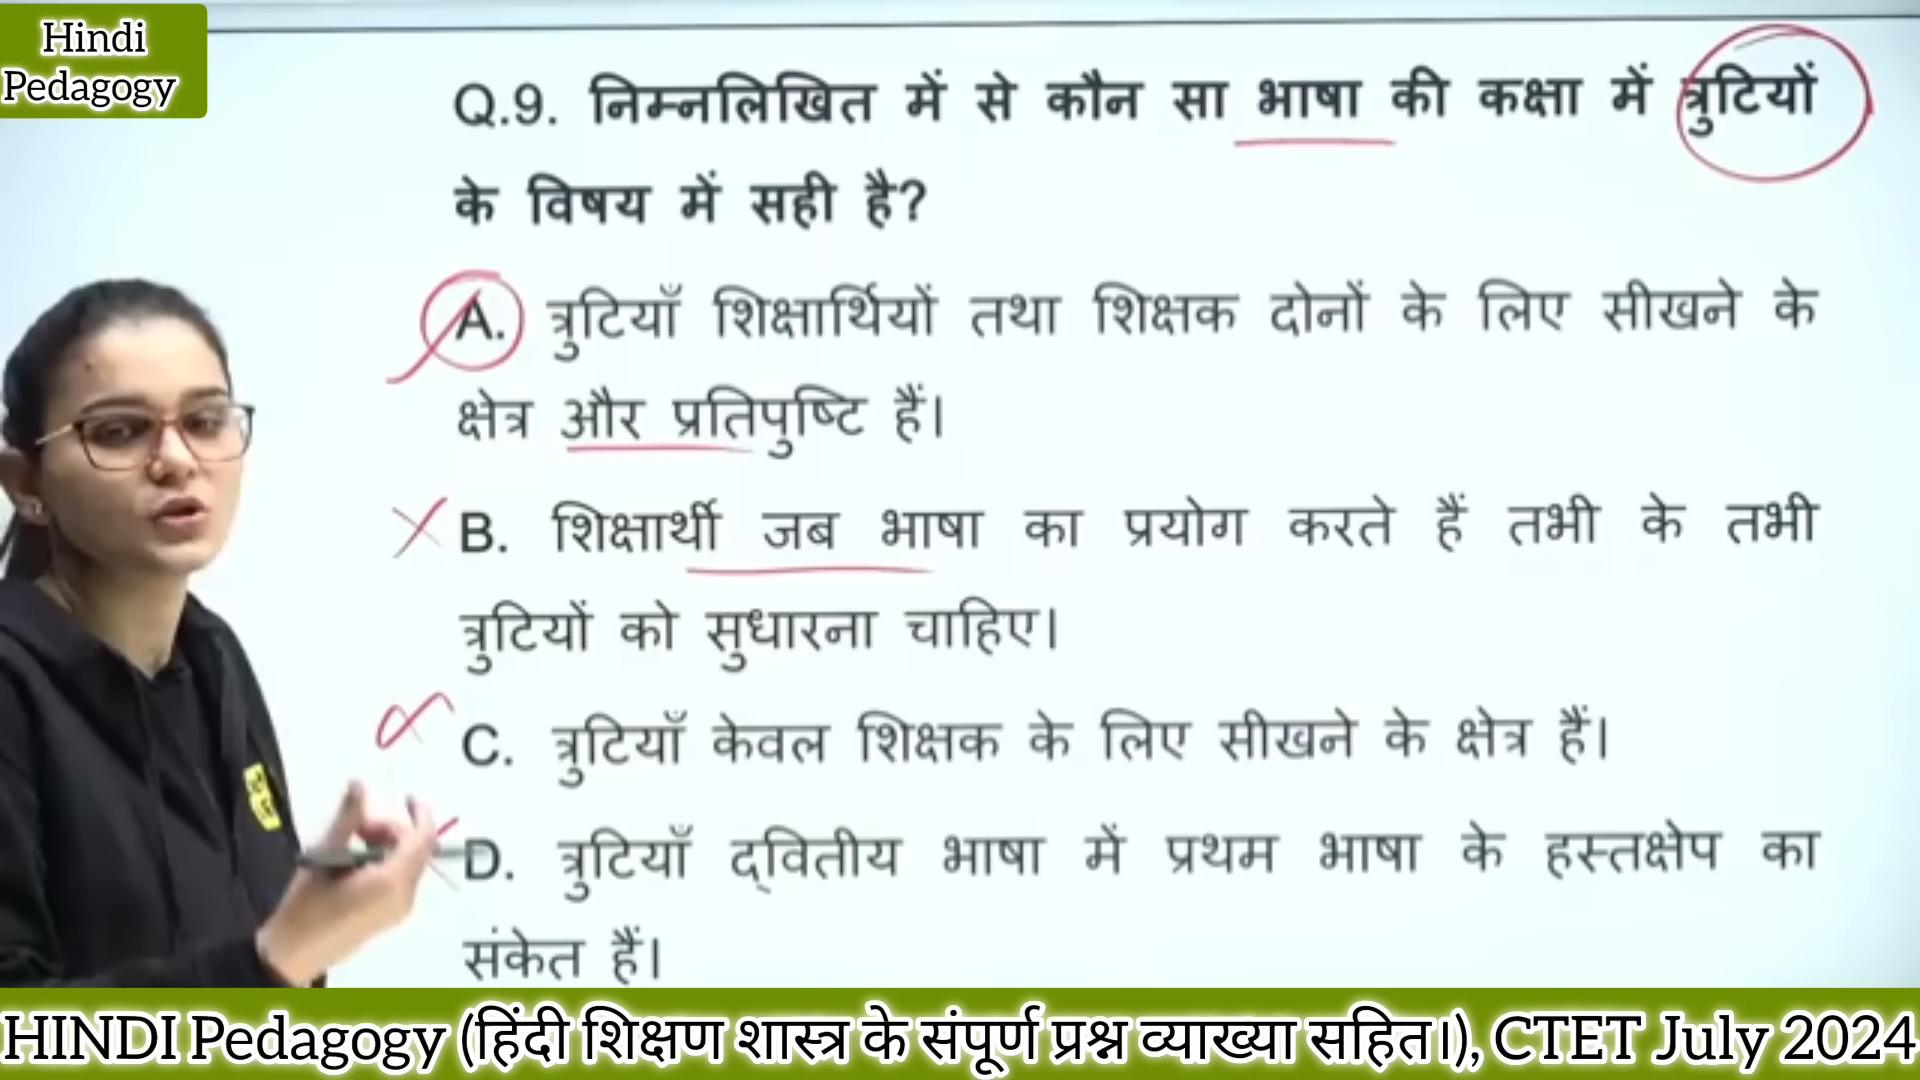 Hindi
Pedagogy
Q.9. निम्नलिखित में से कौन सा भाषा की कक्षा में त्रुटियों
के विषय में सही है?
A. त्रुटियाँ शिक्षार्थियों तथा शिक्षक दोनों के लिए सीखने के
क्षेत्र और प्रतिपुष्टि हैं।
B. शिक्षार्थी जब भाषा का प्रयोग करते हैं तभी के तभी
त्रुटियों को सुधारना चाहिए।
C. त्रुटियाँ केवल शिक्षक के लिए सीखने के क्षेत्र हैं।
D. त्रुटियाँ द्वितीय भाषा में प्रथम भाषा के हस्तक्षेप का
संकेत हैं।
HINDI Pedagogy (हिंदी शिक्षण शास्त्र के संपूर्ण प्रश्न व्याख्या सहित।), CTET July 2024